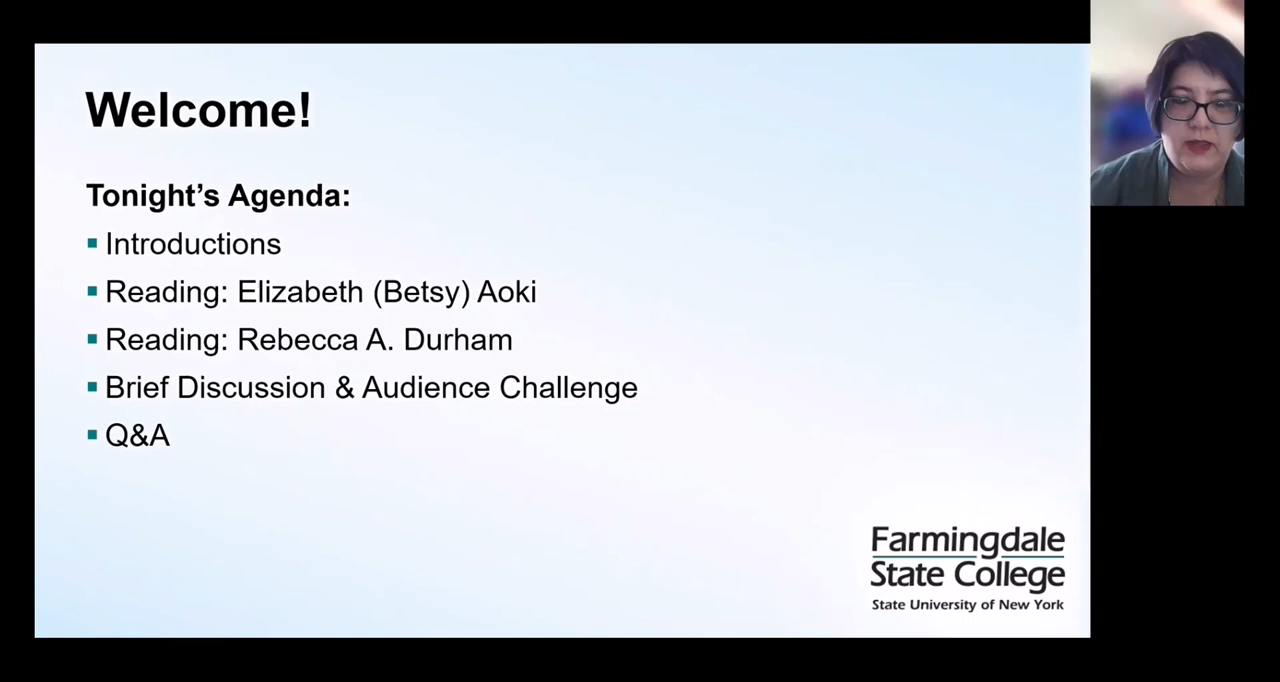 Welcome!
Tonight’s Agenda:
Introductions
Reading: Elizabeth (Betsy) Aoki
Reading: Rebecca A. Durham
Brief Discussion & Audience Challenge
Q&A
Farmingdale
State College
State University of New York